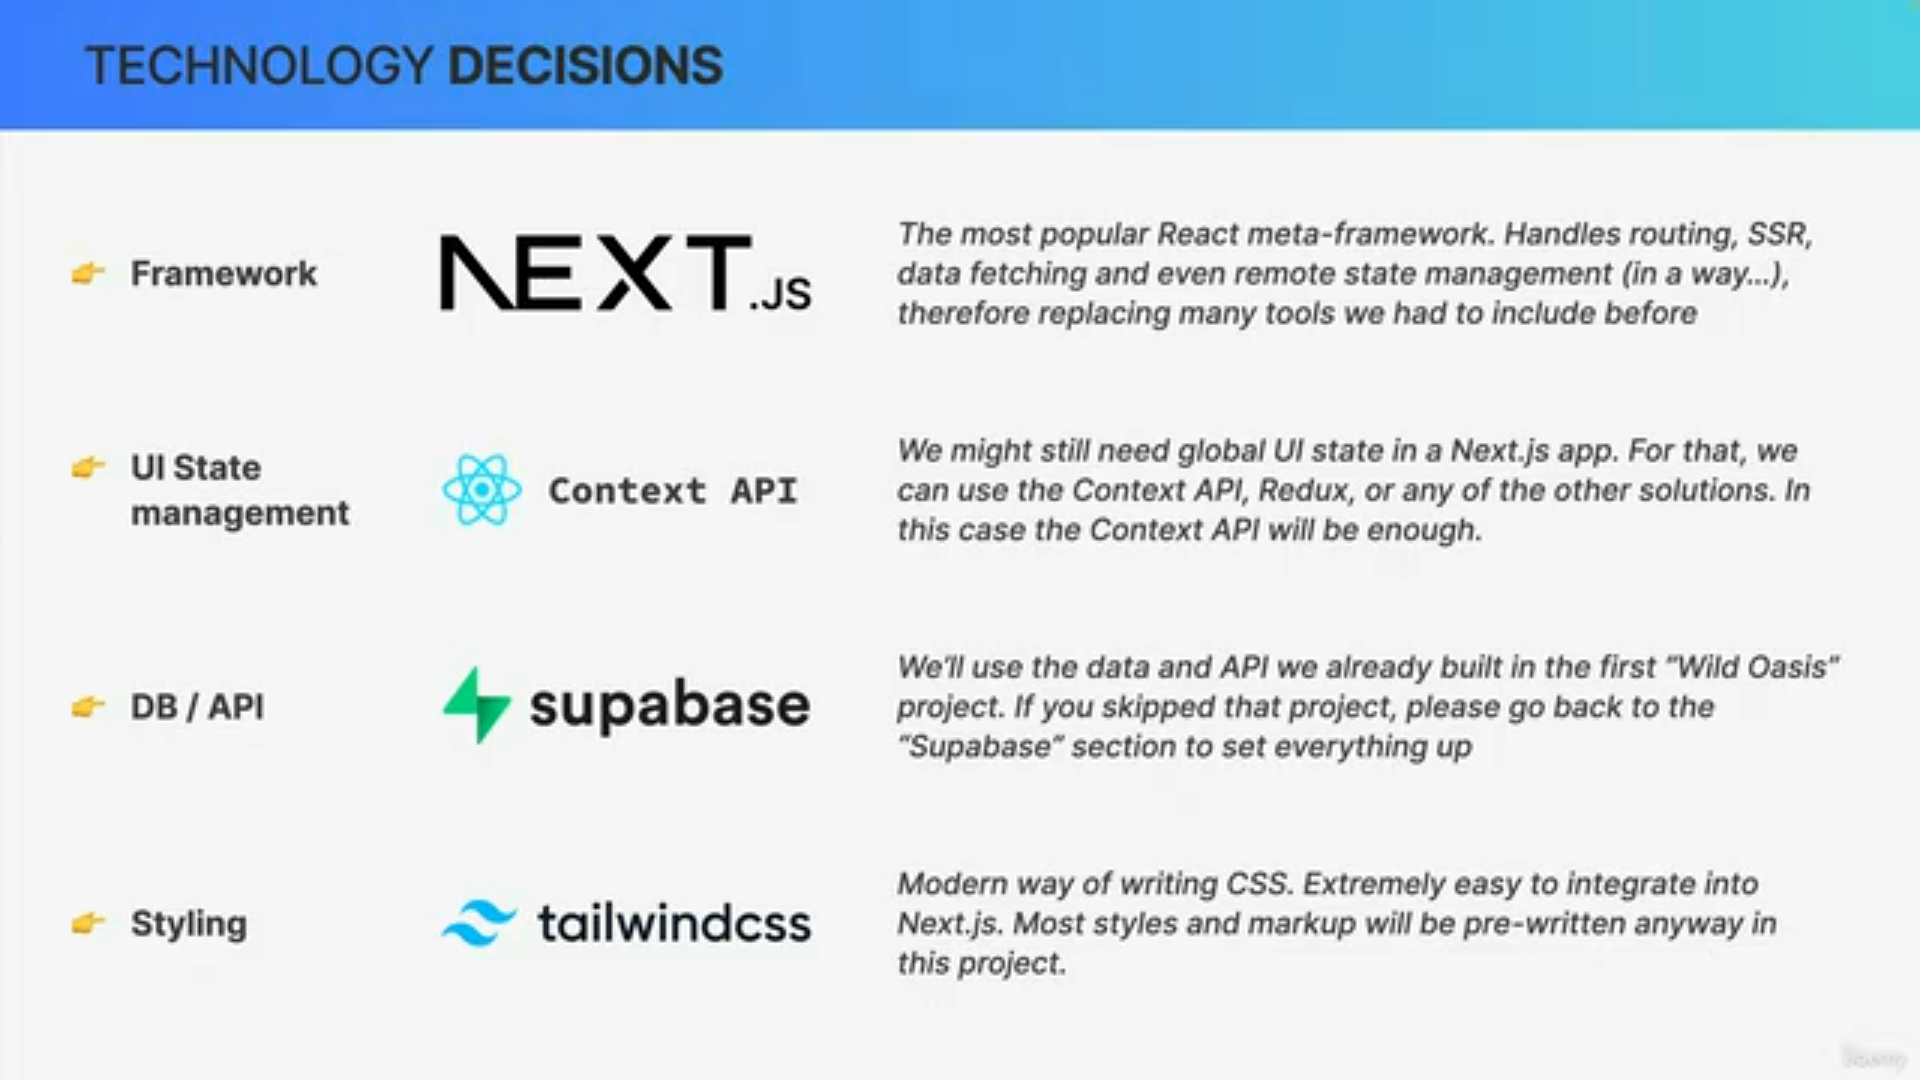 TECHNOLOGY DECISIONS
Framework
NEXT.JS
The most popular React meta-framework. Handles routing, SSR,
data fetching and even remote state management (in a way...),
therefore replacing many tools we had to include before
UI State
management
Context API
We might still need global UI state in a Next.js app. For that, we
can use the Context API, Redux, or any of the other solutions. In
this case the Context API will be enough.
DB / API
supabase
We'll use the data and API we already built in the first “Wild Oasis”
project. If you skipped that project, please go back to the
“Supabase” section to set everything up
Styling
tailwindcss
Modern way of writing CSS. Extremely easy to integrate into
Next.js. Most styles and markup will be pre-written anyway in
this project.